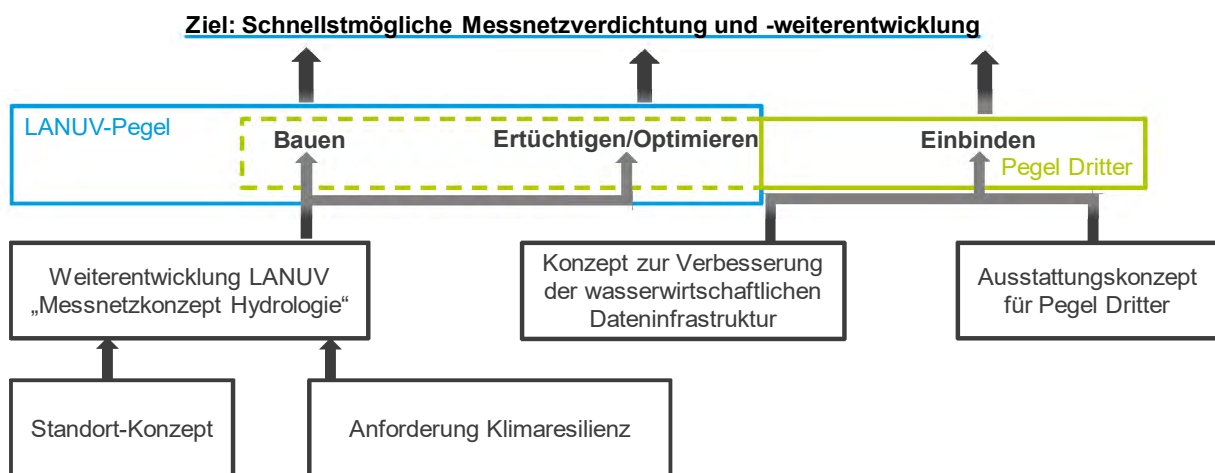 Ziel: Schnellstmögliche Messnetzverdichtung und -weiterentwicklung
LANUV-Pegel
Bauen
Ertüchtigen/Optimieren
Einbinden
Pegel Dritter
Weiterentwicklung LANUV
„Messnetzkonzept Hydrologie“
Konzept zur Verbesserung
der wasserwirtschaftlichen
Dateninfrastruktur
Ausstattungskonzept
für Pegel Dritter
Standort-Konzept
Anforderung Klimaresilienz